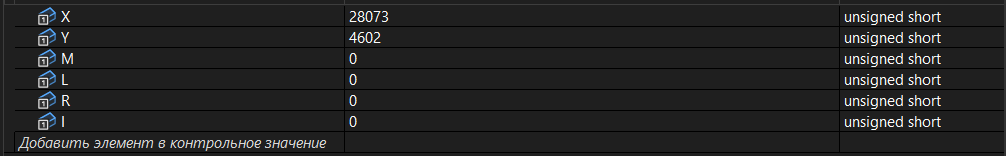 X 28073 unsigned short
Y 4602 unsigned short
M 0 unsigned short
L 0 unsigned short
R 0 unsigned short
I 0 unsigned short
Добавить элемент в контрольное значение